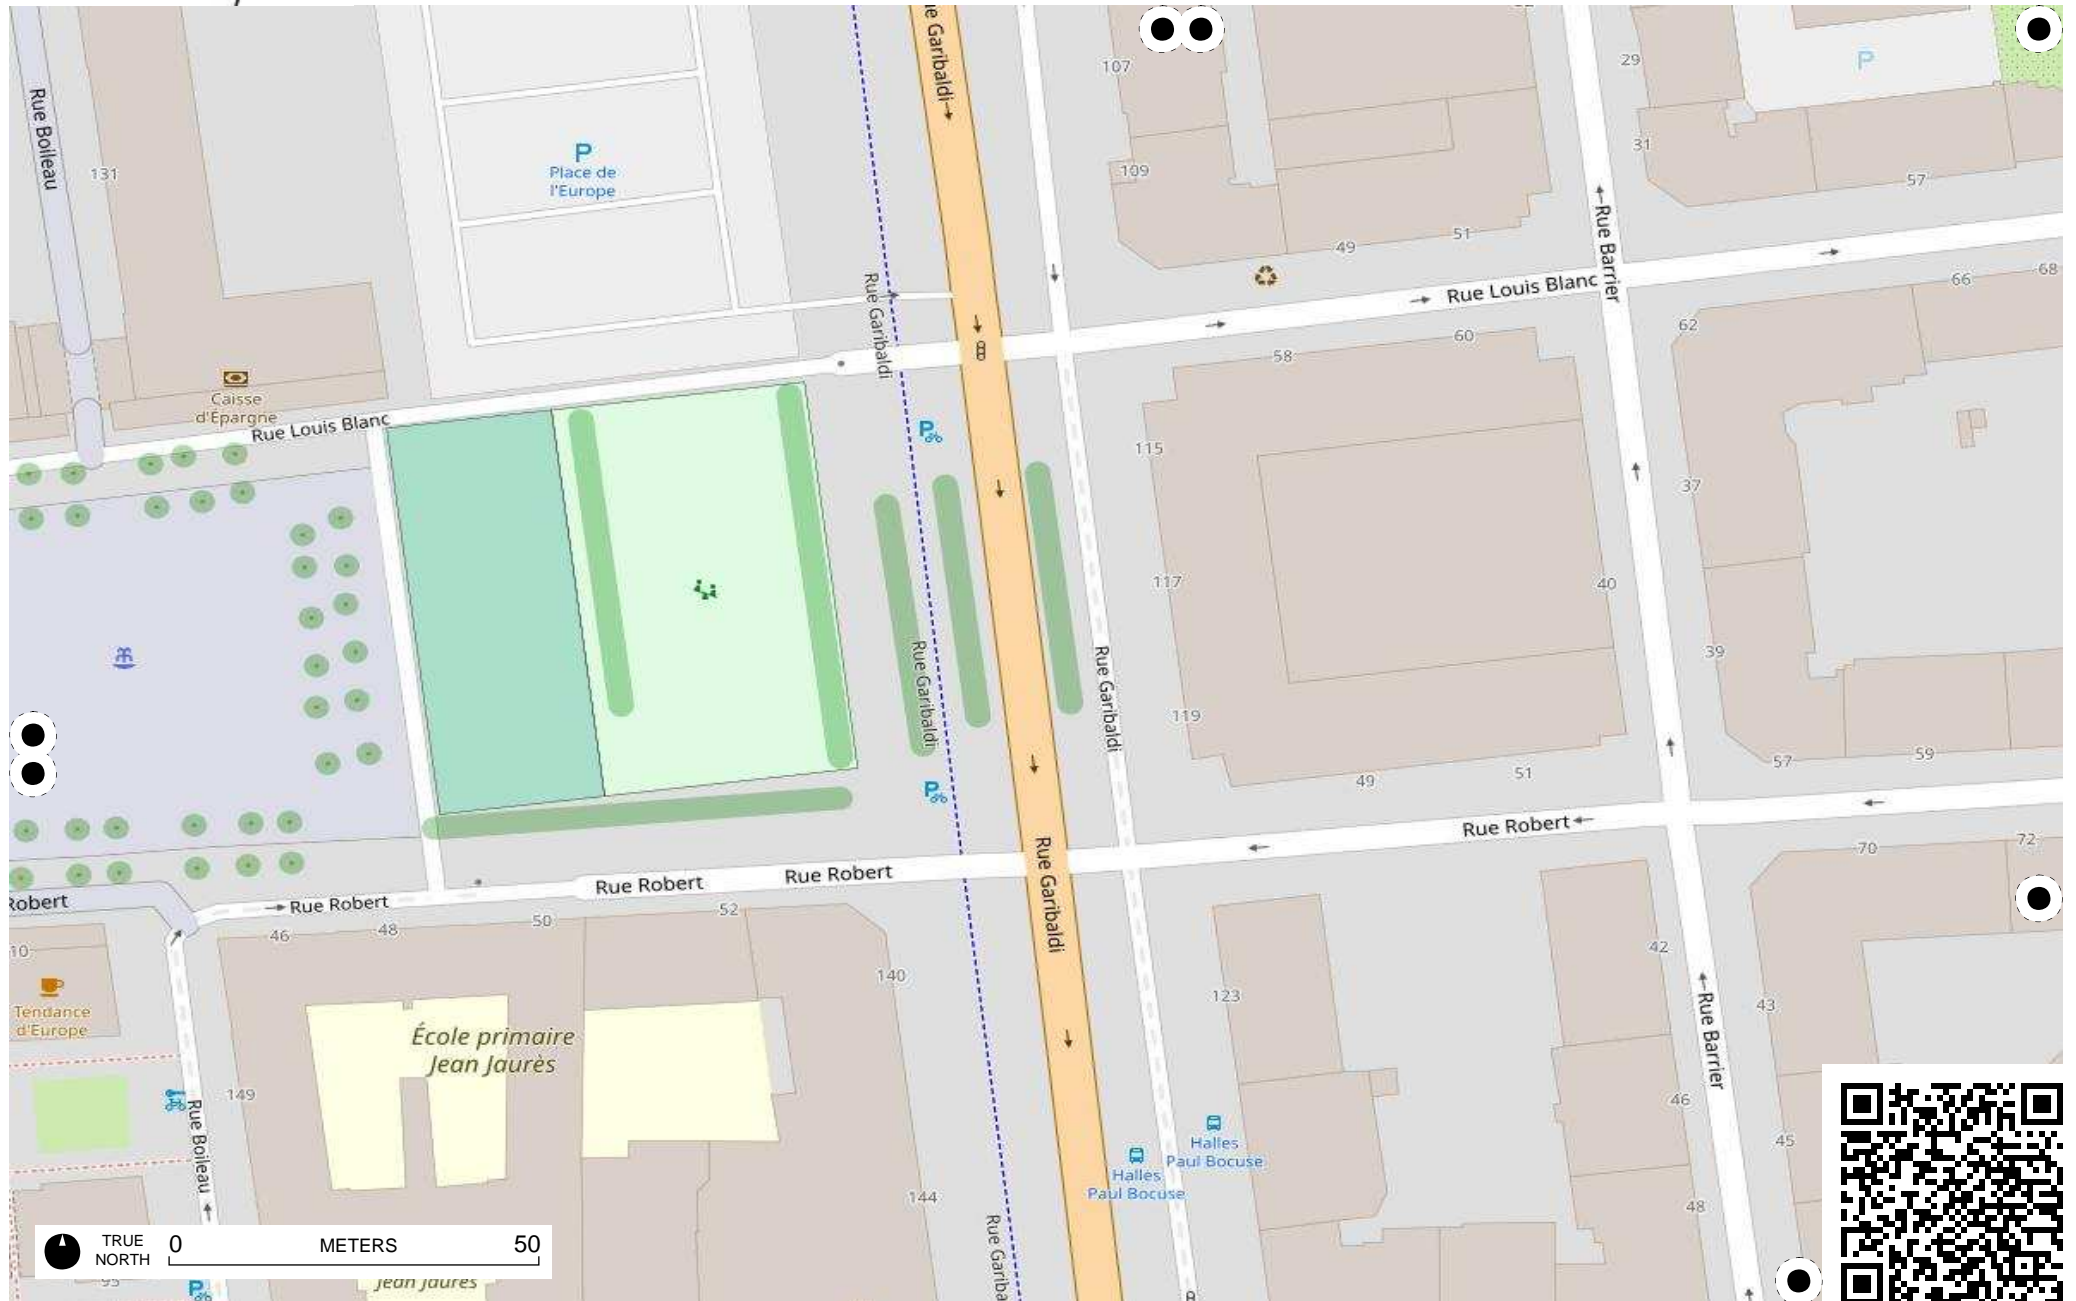 Rue Garibaldi
107
29
P
Rue Boileau
Place de
l'Europe
P
131
109
31
57
Rue Barrier
51
49
Rue Garibaldi
Rue Louis Blanc
66
68
62
60
58
Caisse
d'Épargne
Rue Louis Blanc
P
115
37
117
40
39
Rue Garibaldi
Rue Garibaldi
119
57
59
49
51
P
Rue Robert
70
72
Rue Robert
Rue Robert
Rue Garibaldi
Robert
Rue Robert
52
50
48
46
10
42
140
123
43
Tendance
d'Europe
École primaire
Jean Jaurès
Rue Barrier
149
46
Rue Boileau
45
Halles
Paul Bocuse
Halles
Paul Bocuse
144
48
Rue Gariba
TRUE
NORTH
0
METERS
50
95
Jean Jaurès
P